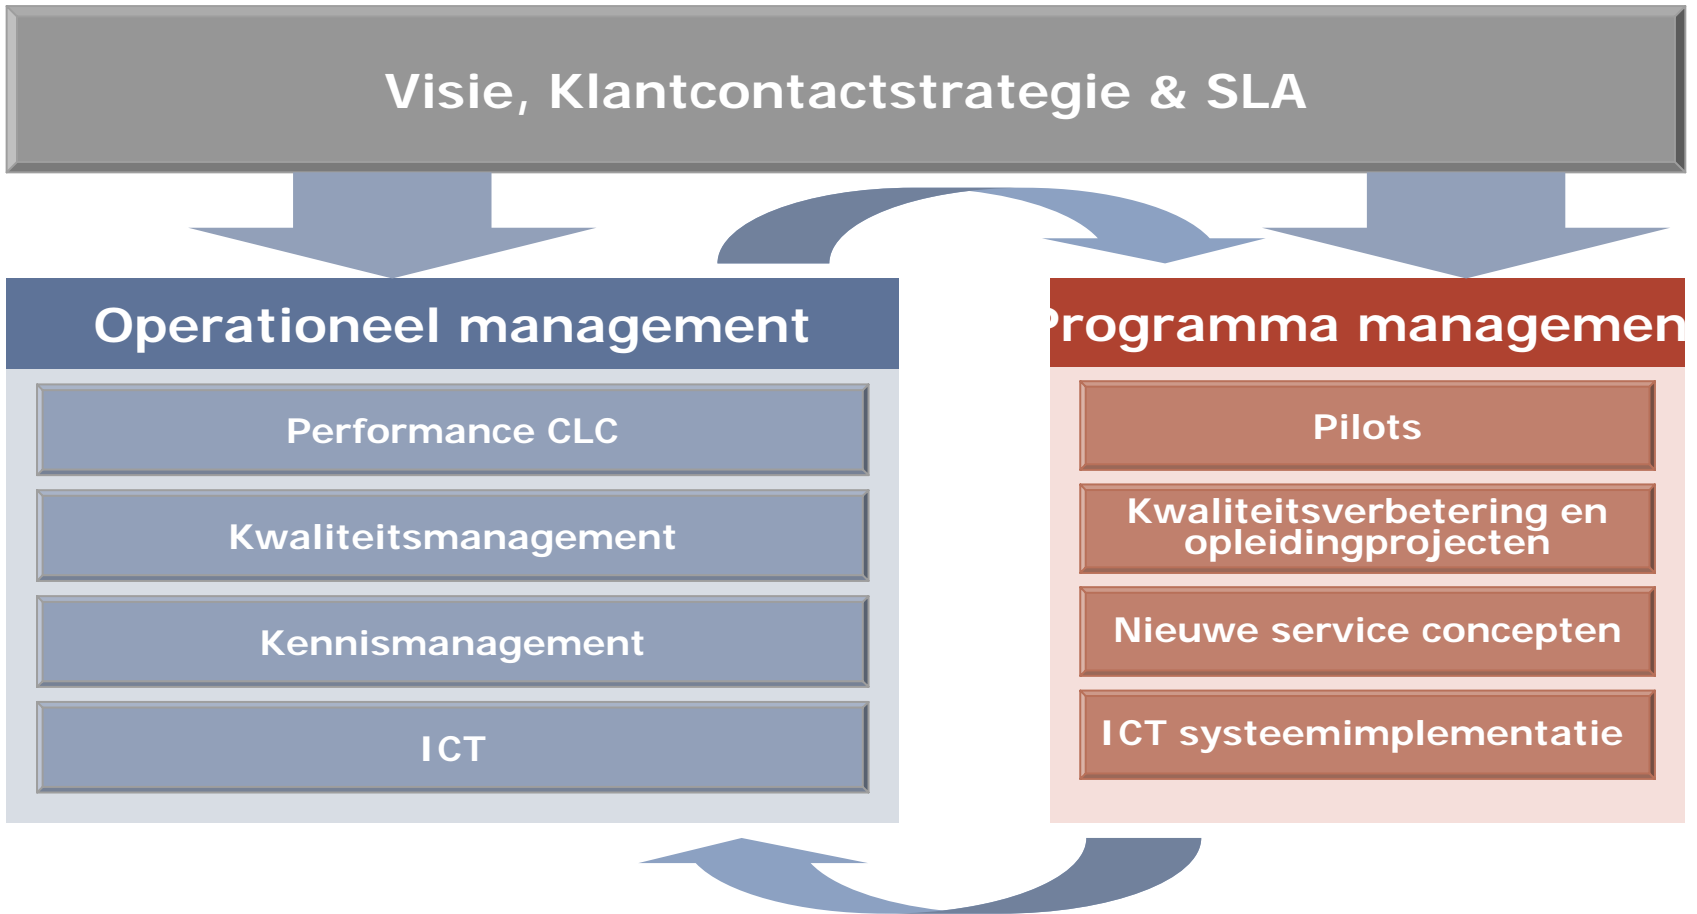 Visie, Klantcontactstrategie & SLA
Operationeel management
Performance CLC
Kwaliteitsmanagement
Kennismanagement
ICT
Programma managemen
Pilots
Kwaliteitsverbetering en
opleidingprojecten
Nieuwe service concepten
ICT systeemimplementatie